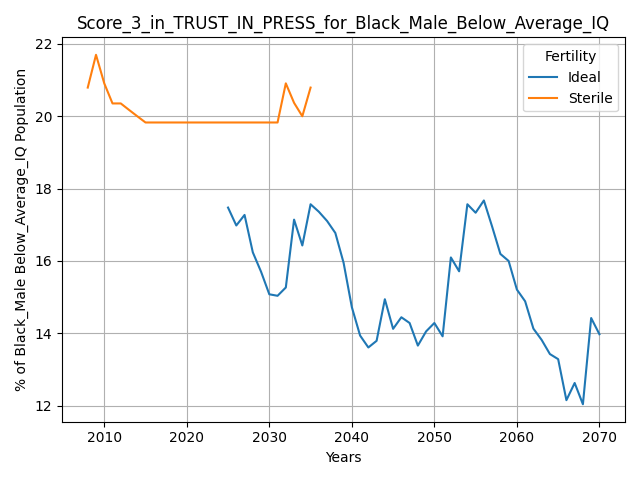 Score_3_in_TRUST_IN_PRESS_for_Black_Male_Below_Average_IQ
% of Black_Male Below_Average_IQ Population
22
20
18
16
14
12
Fertility
Ideal
Sterile
2010 2020 2030 2040 2050 2060 2070
Years